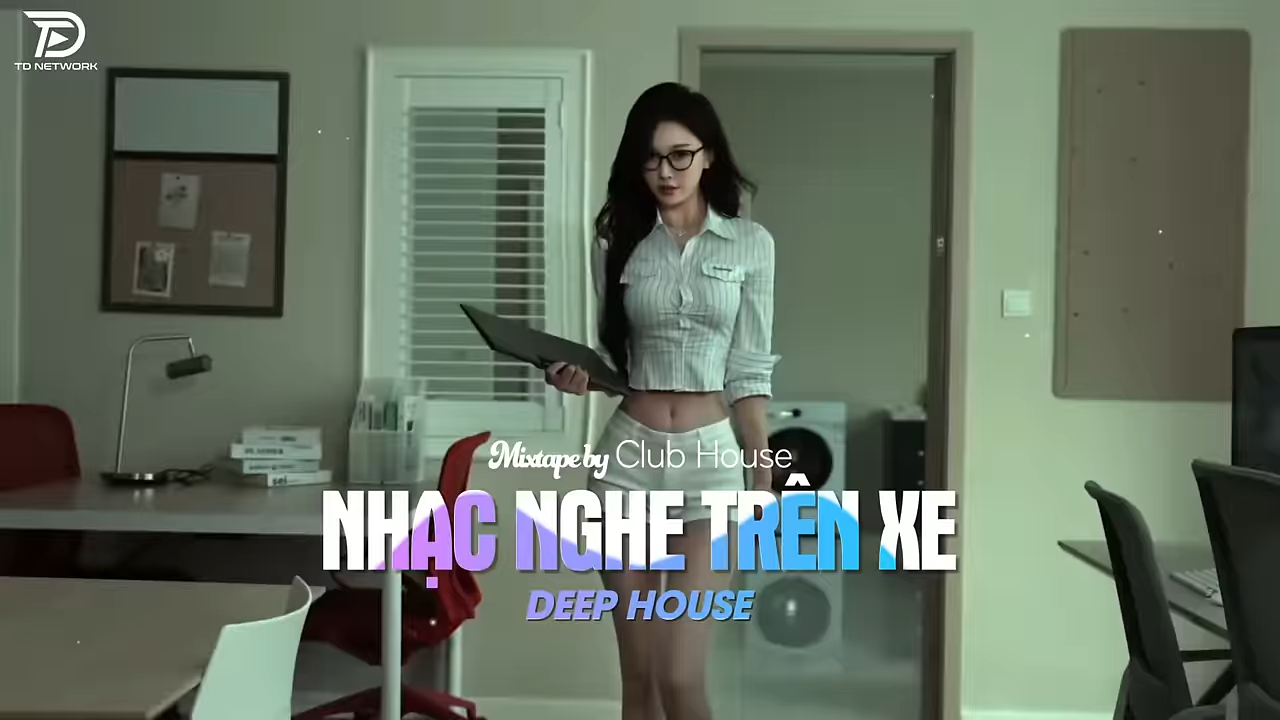 TD NETWORK
Mixtape by Club House
NHẠC NGHE TRÊN XE
DEEP HOUSE